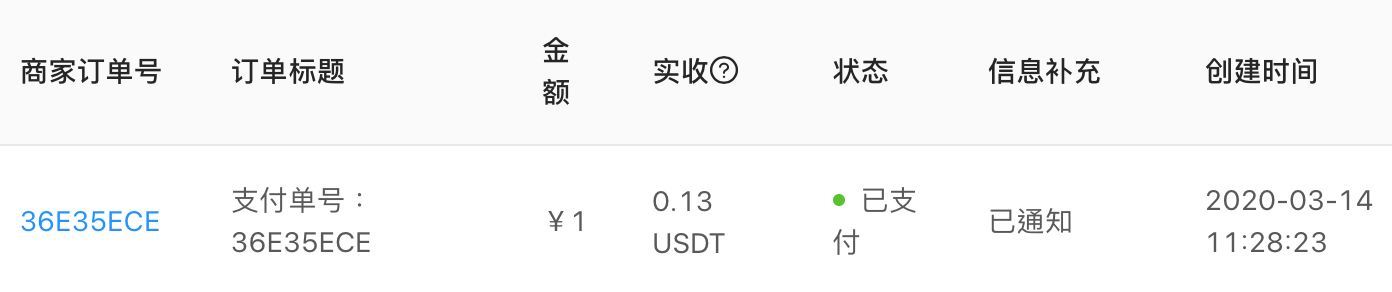 商家订单号 订单标题 金额 实收? 状态 信息补充 创建时间
36E35ECE 支付单号：36E35ECE ¥ 1 0.13 USDT 已支付 已通知 2020-03-14 11:28:23